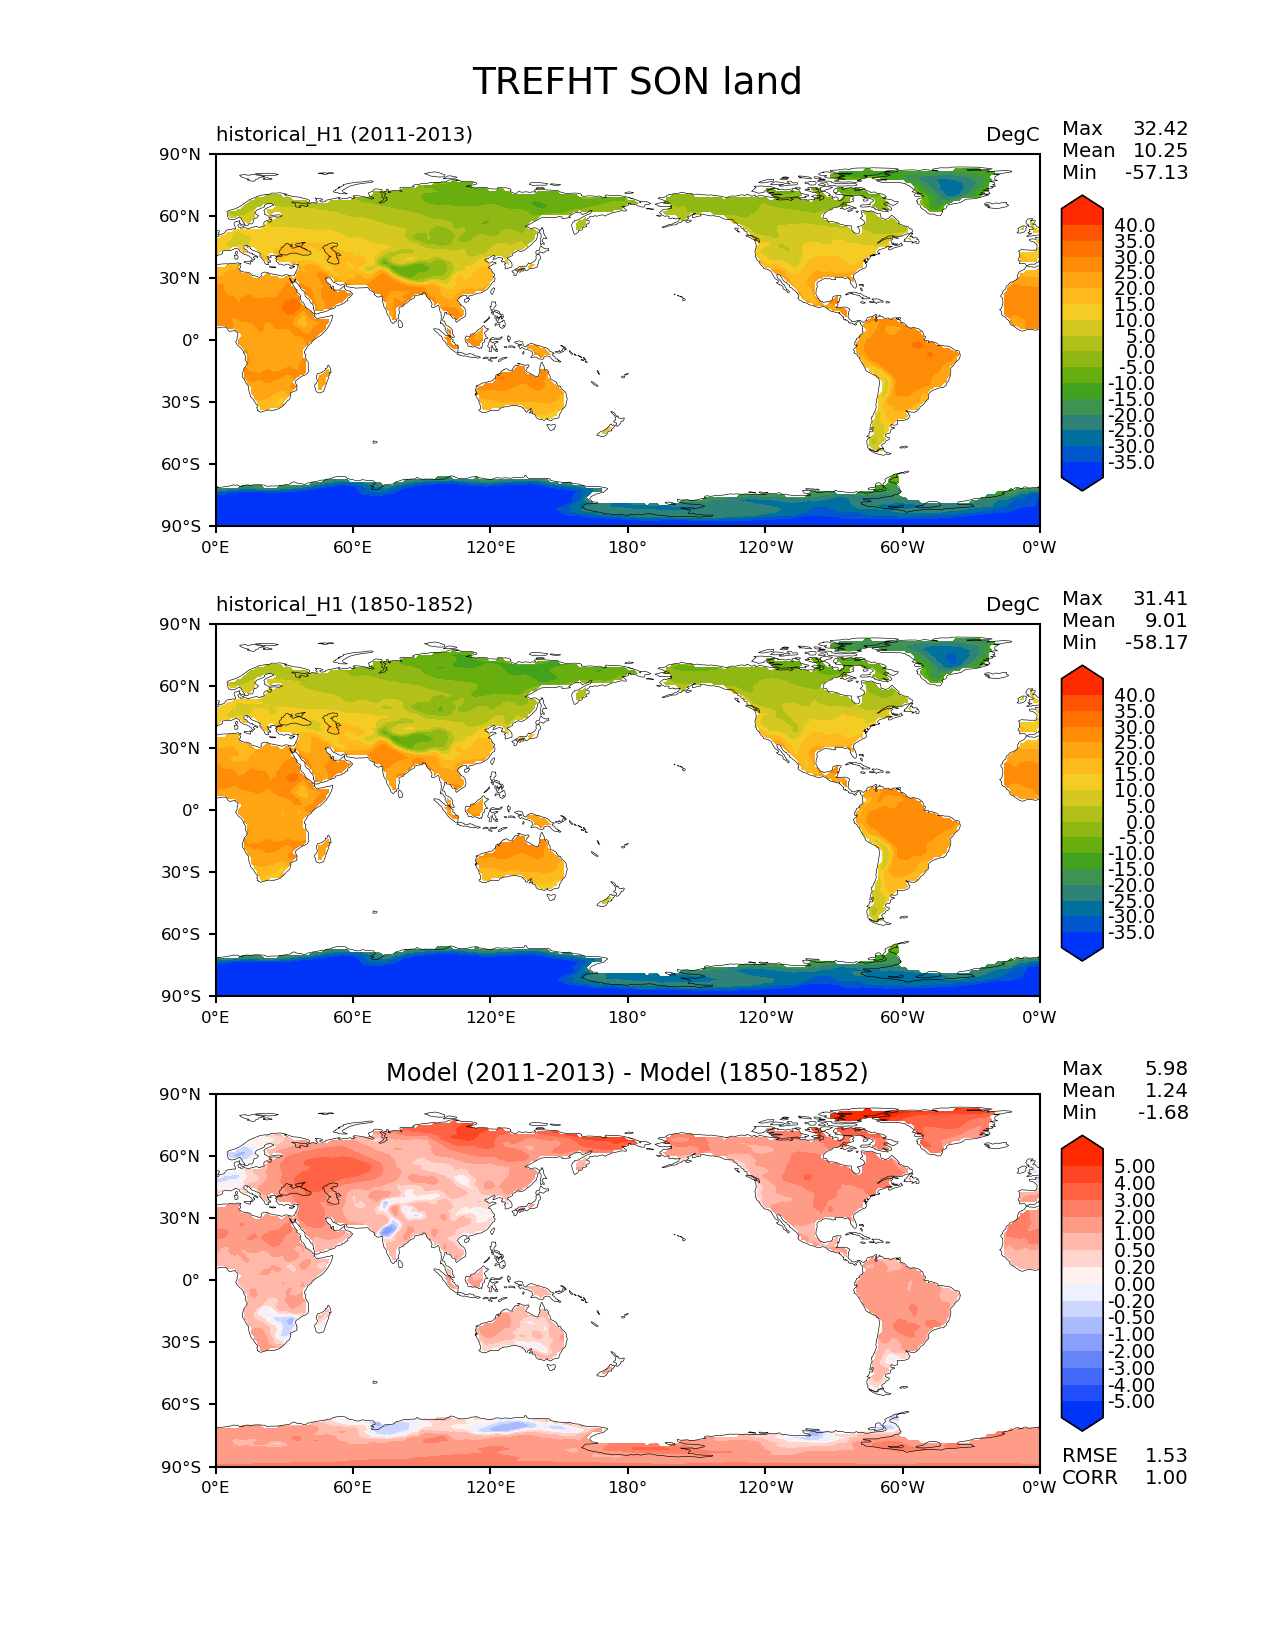 TREFHT SON land
historical_H1 (2011-2013) DegC
Max 32.42
Mean 10.25
Min -57.13
90°N
60°N
30°N
0°
30°S
60°S
90°S
0°E 60°E 120°E 180° 120°W 60°W 0°W
40.0
35.0
30.0
25.0
20.0
15.0
10.0
5.0
0.0
-5.0
-10.0
-15.0
-20.0
-25.0
-30.0
-35.0
historical_H1 (1850-1852) DegC
Max 31.41
Mean 9.01
Min -58.17
90°N
60°N
30°N
0°
30°S
60°S
90°S
0°E 60°E 120°E 180° 120°W 60°W 0°W
40.0
35.0
30.0
25.0
20.0
15.0
10.0
5.0
0.0
-5.0
-10.0
-15.0
-20.0
-25.0
-30.0
-35.0
Model (2011-2013) - Model (1850-1852)
Max 5.98
Mean 1.24
Min -1.68
90°N
60°N
30°N
0°
30°S
60°S
90°S
0°E 60°E 120°E 180° 120°W 60°W 0°W
5.00
4.00
3.00
2.00
1.00
0.50
0.20
0.00
-0.20
-0.50
-1.00
-2.00
-3.00
-4.00
-5.00
RMSE 1.53
CORR 1.00